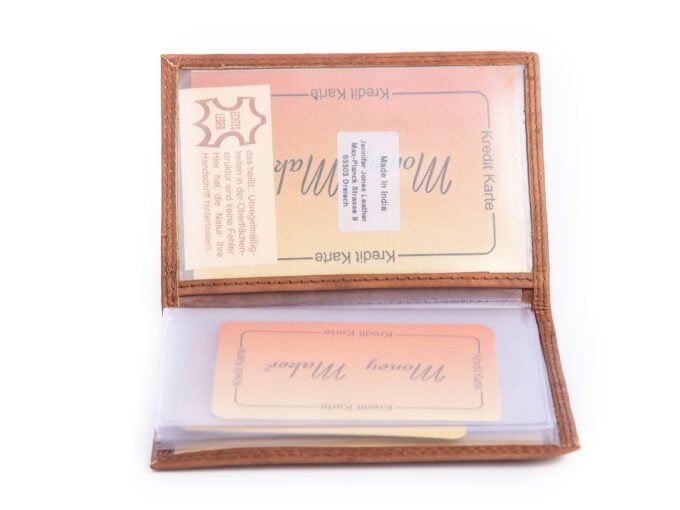 ECHTES
LEDER
das heißt : Unregelmäßig-
keiten in der Oberflächen-
struktur sind keine Fehler
Hier hat die Natur ihre
Handschrift hinterlassen.
Kredit Karte
Kredit Karte
Kredit Karte
Money Maker
Made In India
Jennifer Jones Leather
Max-Planck Strasse 9
63303 Dreieich
Kredit Karte
Kredit Karte
Kredit Karte
Kredit Karte
Money Maker